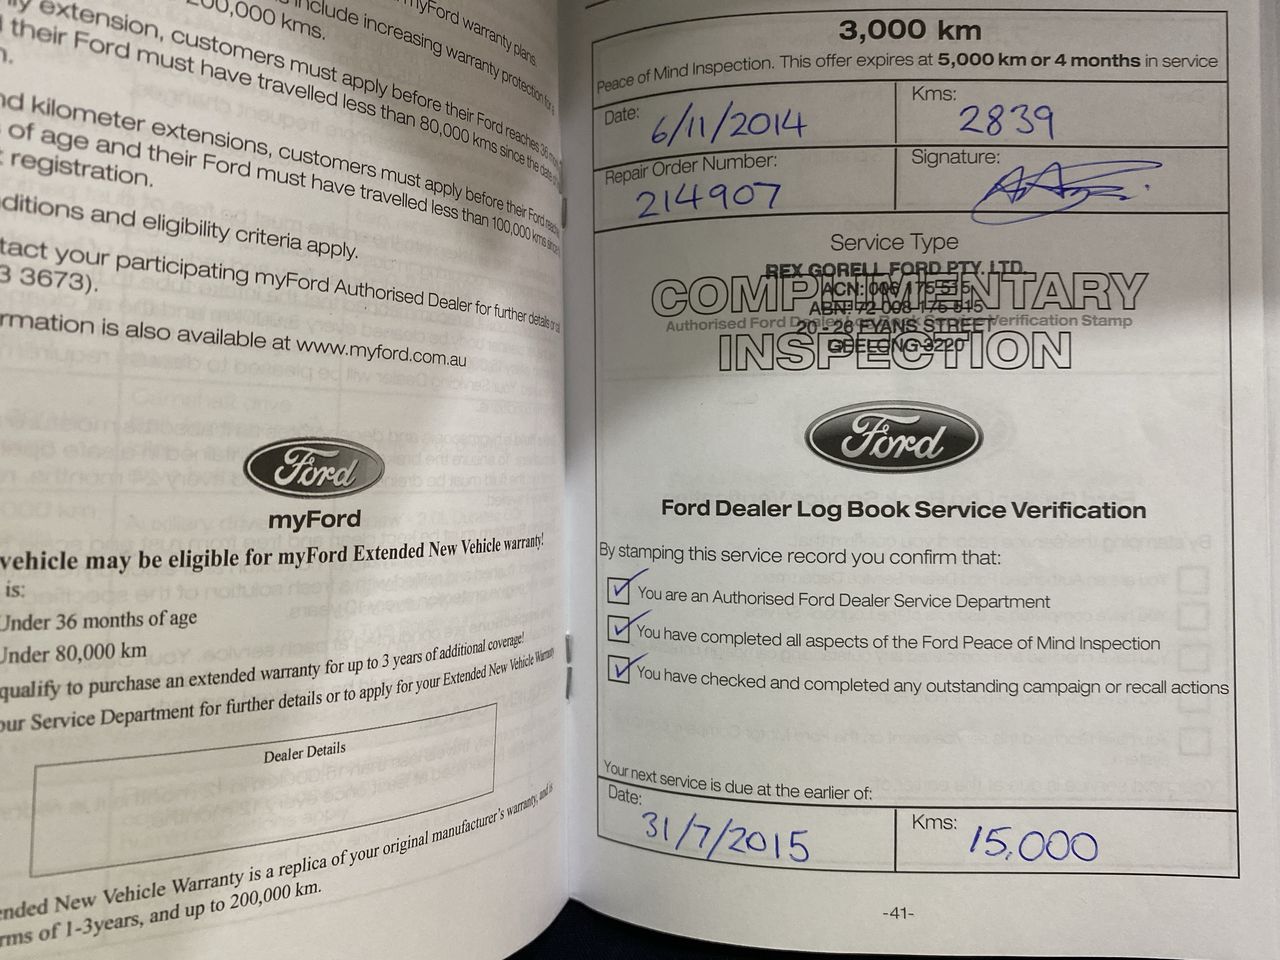 myFord warranty plans.
include increasing warranty protection for a
200,000 kms.
extension, customers must apply before their Ford reaches 36
their Ford must have travelled less than 80,000 kms since the date of
kilometer extensions, customers must apply before their Ford
of age and their Ford must have travelled less than 100,000 kms since
registration.
and eligibility criteria apply.
your participating myFord Authorised Dealer for further details or
3 3673).
is also available at www.myford.com.au
Ford
myFord
vehicle may be eligible for myFord Extended New Vehicle warranty!
is:
Under 36 months of age
Under 80,000 km
qualify to purchase an extended warranty for up to 3 years of additional coverage!
our Service Department for further details or to apply for your Extended New Vehicle Warranty
Dealer Details
New Vehicle Warranty is a replica of your original manufacturer's warranty, and is
of 1-3years, and up to 200,000 km.
3,000 km
Peace of Mind Inspection. This offer expires at 5,000 km or 4 months in service
Date: 6/11/2014
Kms: 2839
Repair Order Number: 214907
Signature:
Service Type
REX GORELL FORD PTY. LTD.
COMPLIMENTARY
ACN: 006 175 515
ABN: 72 008 175 515
Authorised Ford Dealer Log Book Service Verification Stamp
20 - 26 EVANS STREET
INSPECTION
GEELONG 3220
Ford
Ford Dealer Log Book Service Verification
By stamping this service record you confirm that:
You are an Authorised Ford Dealer Service Department
You have completed all aspects of the Ford Peace of Mind Inspection
You have checked and completed any outstanding campaign or recall actions
Your next service is due at the earlier of:
Date: 31/7/2015
Kms: 15,000
-41-